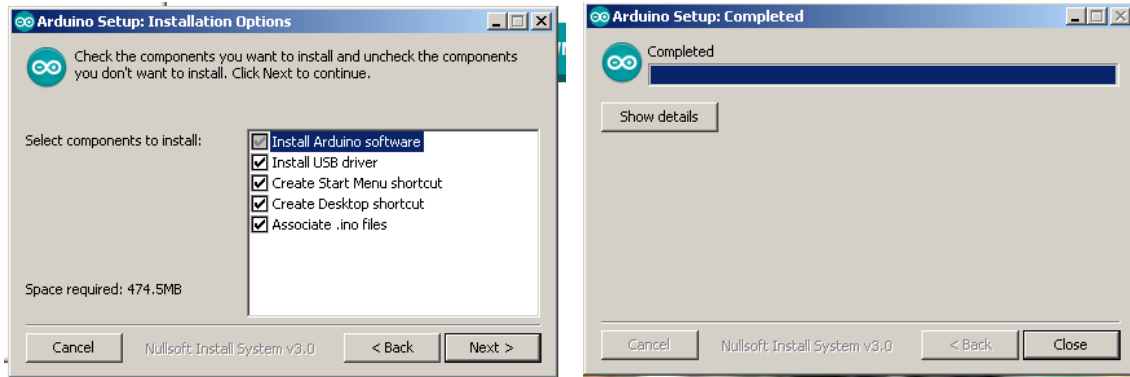 Arduino Setup: Installation Options
Check the components you want to install and uncheck the components
you don't want to install. Click Next to continue.
Select components to install:
Install Arduino software
Install USB driver
Create Start Menu shortcut
Create Desktop shortcut
Associate .ino files
Space required: 474.5MB
Cancel
Nullsoft Install System v3.0
< Back
Next >
Arduino Setup: Completed
Completed
Show details
Cancel
Nullsoft Install System v3.0
< Back
Close